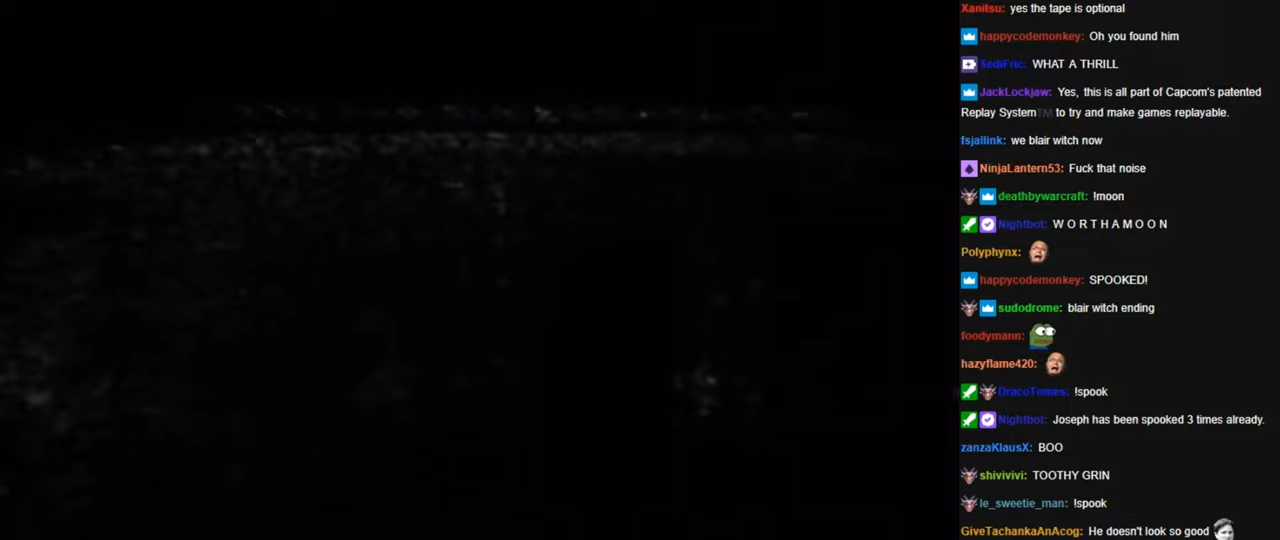 Xanitsu: yes the tape is optional
happycodemonkey: Oh you found him
SediFric: WHAT A THRILL
JackLockjaw: Yes, this is all part of Capcom's patented
Replay System™ to try and make games replayable.
fsjallink: we blair witch now
NinjaLantern53: Fuck that noise
deathbywarcraft: !moon
Nightbot: W O R T H A M O O N
Polyphynx:
happycodemonkey: SPOOKED!
sudodrome: blair witch ending
foodymann:
hazyflame420:
DracoTomes: !spook
Nightbot: Joseph has been spooked 3 times already.
zanzaKlausX: BOO
shivivivi: TOOTHY GRIN
le_sweetie_man: !spook
GiveTachankaAnAcog: He doesn't look so good